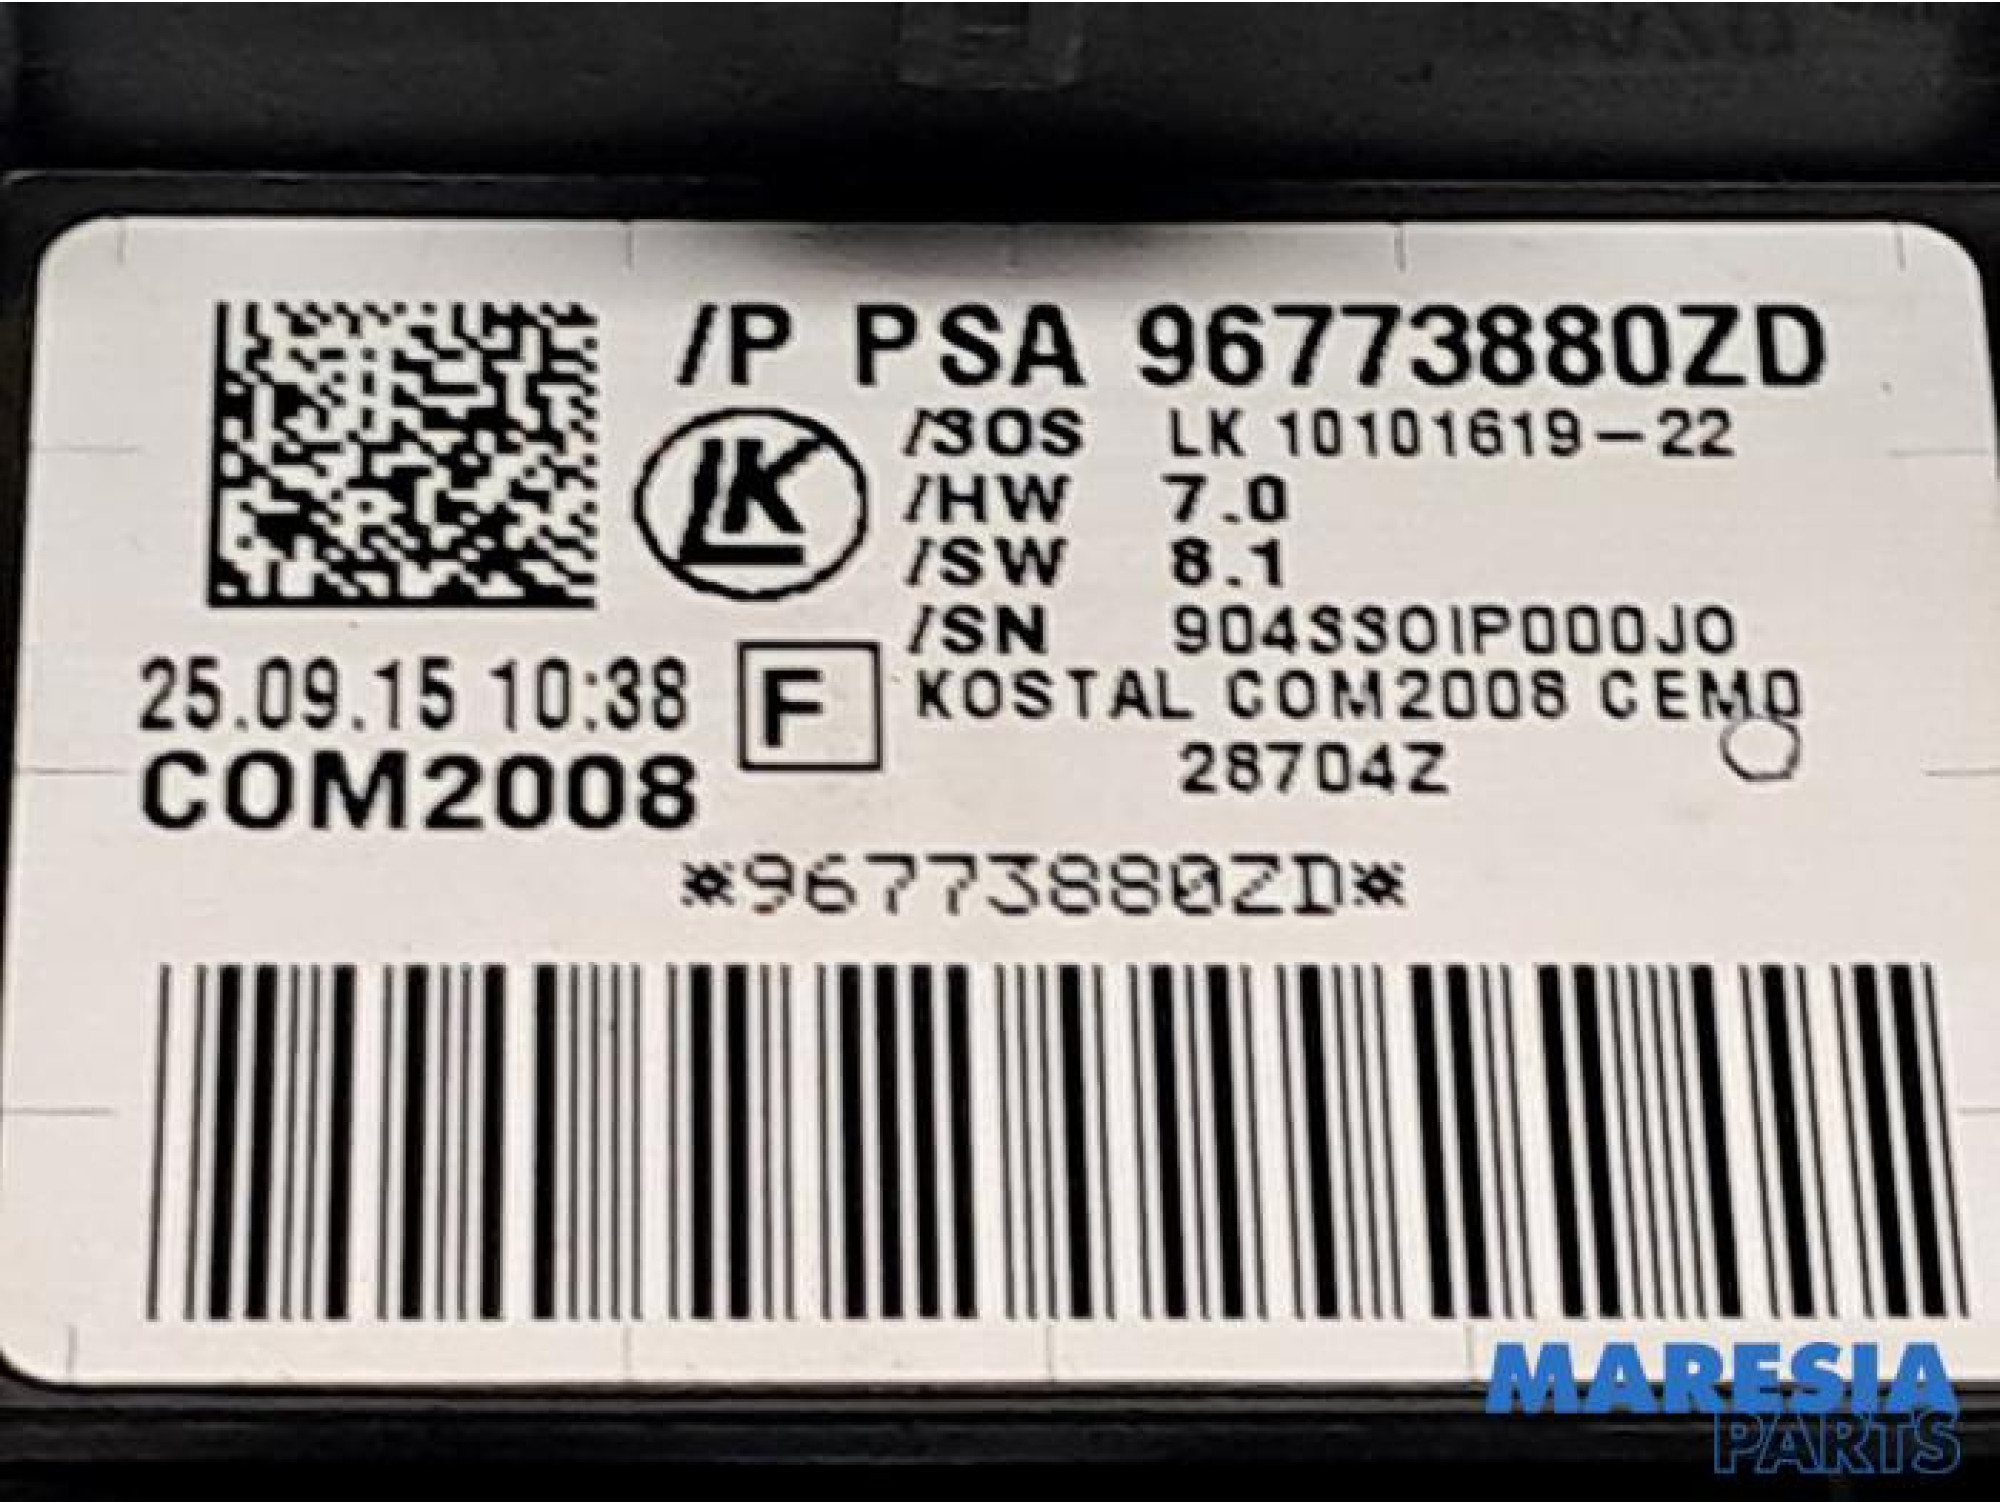 /P PSA 96773880ZD
/SOS LK 10101619-22
LK
/HW 7.0
/SW 8.1
/SN 904SSOIP000JO
25.09.15 10:38 F KOSTAL COM2008 CEM0
COM2008 28704Z
*96773880ZD*
MARESIA
PARTS